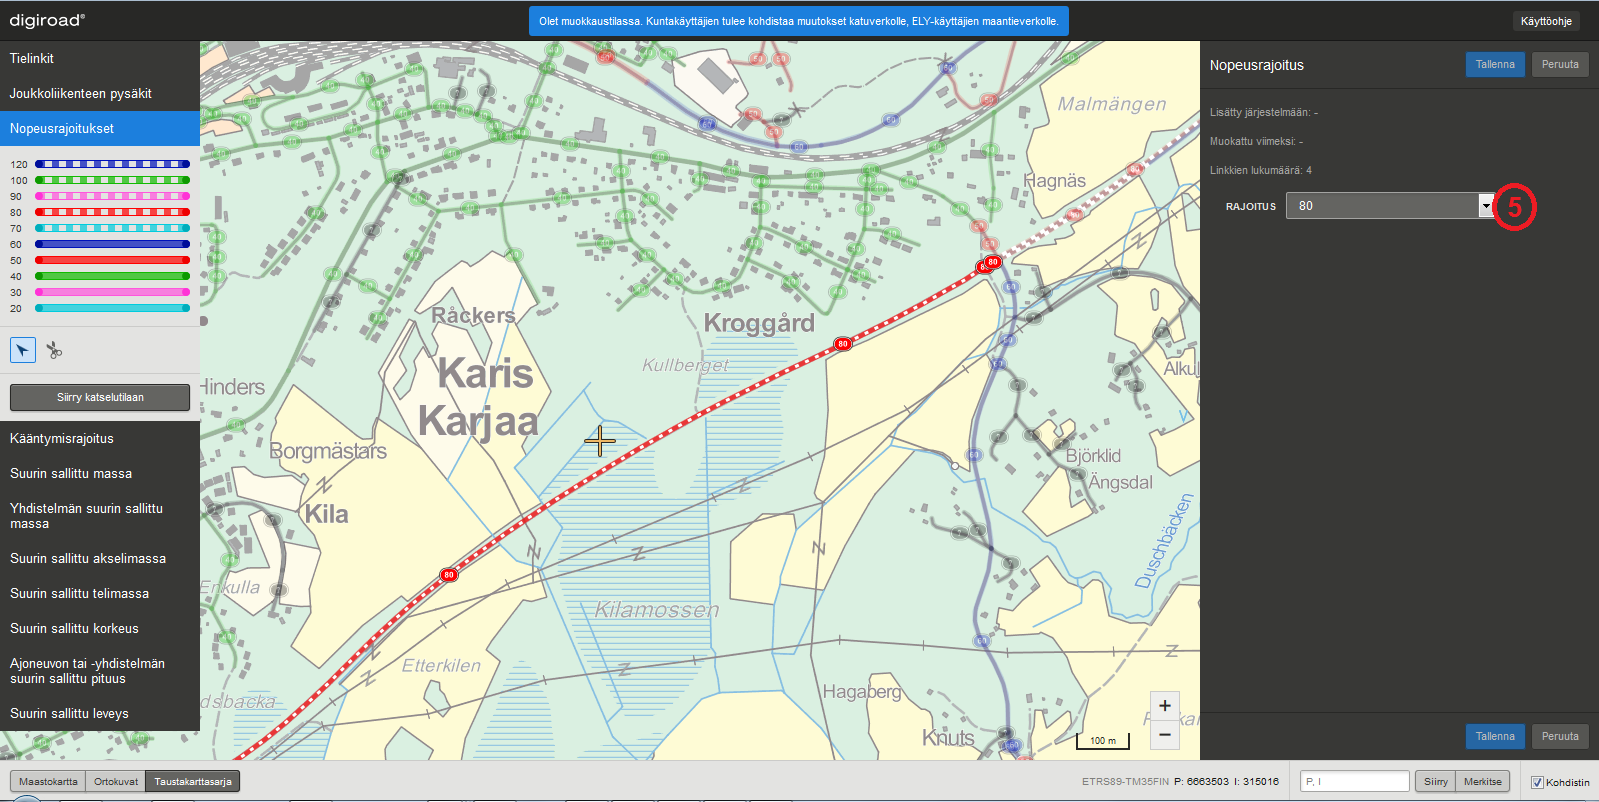 digiroad®
Olet muokkaustilassa. Kuntakäyttäjien tulee kohdistaa muutokset katuverkolle, ELY-käyttäjien maantieverkolle.
Käyttöohje
Tielinkit
Joukkoliikenteen pysäkit
Nopeusrajoitukset
120
100
90
80
70
60
50
40
30
20
Siirry katselutilaan
Kääntymisrajoitus
Suurin sallittu massa
Yhdistelmän suurin sallittu
massa
Suurin sallittu akselimassa
Suurin sallittu telimassa
Suurin sallittu korkeus
Ajoneuvon tai -yhdistelmän
suurin sallittu pituus
Suurin sallittu leveys
Malmängen
Hagnäs
Råckers
Kroggård
Kullberget
Karis
Karjaa
Hinders
Borgmästars
Kila
Enkulla
Kilamossen
Etterkilen
dsbacka
Hagaberg
Knuts
Björklid
Ängsdal
Duschbäcken
Alkul
V
80
80
80
80
100 m
+
−
Nopeusrajoitus
Tallenna
Peruuta
Lisätty järjestelmään: -
Muokattu viimeksi: -
Linkkien lukumäärä: 4
RAJOITUS
80
5
Tallenna
Peruuta
Maastokartta
Ortokuvat
Taustakarttasarja
ETRS89-TM35FIN P: 6663503 I: 315016
P, I
Siirry
Merkitse
Kohdistin